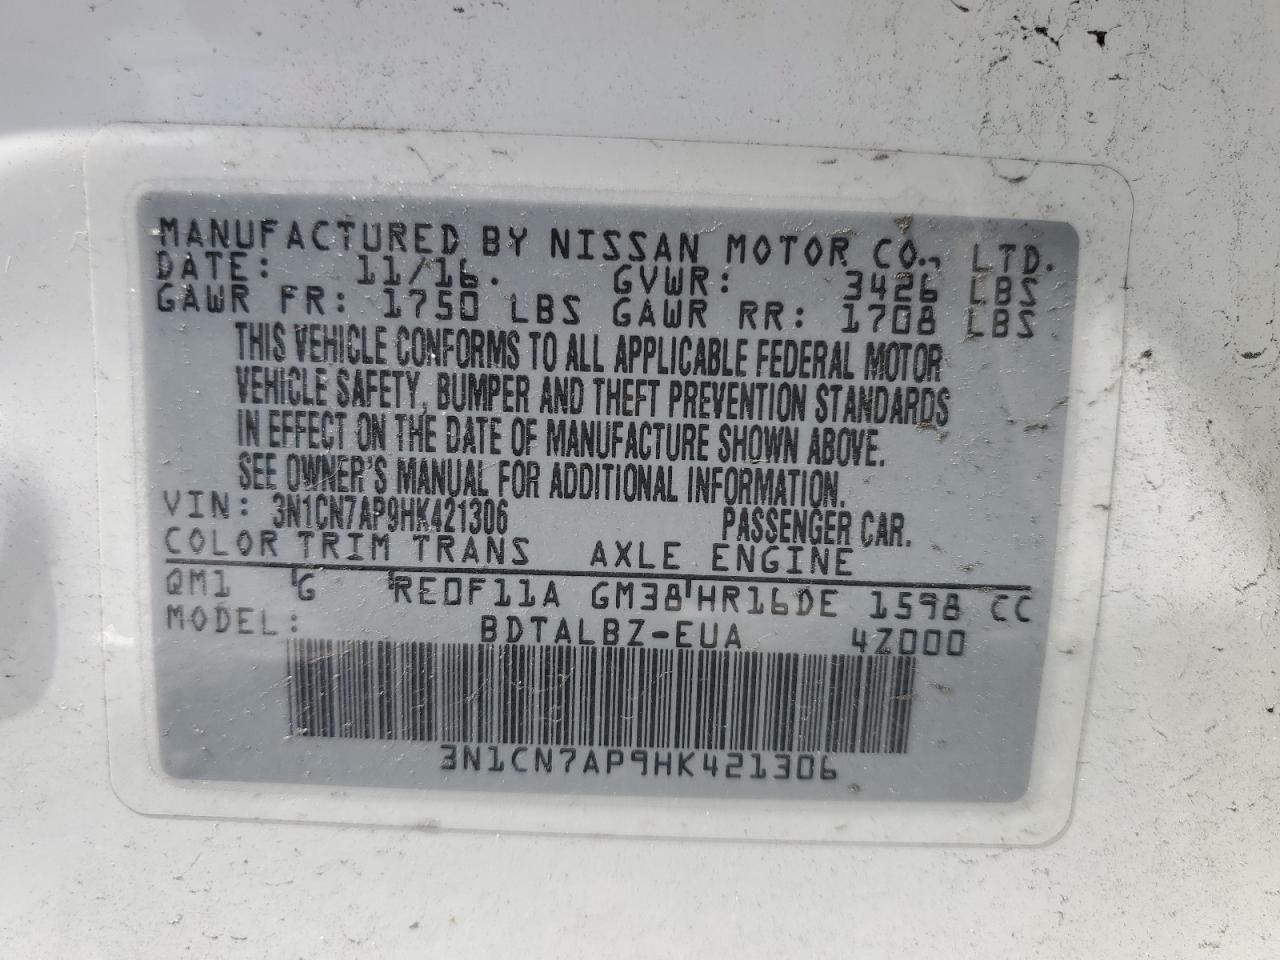 MANUFACTURED BY NISSAN MOTOR CO., LTD.
DATE: 11/16. GVWR: 3426 LBS
GAWR FR: 1750 LBS GAWR RR: 1708 LBS
THIS VEHICLE CONFORMS TO ALL APPLICABLE FEDERAL MOTOR
VEHICLE SAFETY, BUMPER AND THEFT PREVENTION STANDARDS
IN EFFECT ON THE DATE OF MANUFACTURE SHOWN ABOVE.
SEE OWNER'S MANUAL FOR ADDITIONAL INFORMATION.
VIN: 3N1CN7AP9HK421306 PASSENGER CAR.
COLOR TRIM TRANS AXLE ENGINE
QM1 G RE0F11A GM38 HR16DE 1598 CC
MODEL: BDTALBZ-EUA 4Z000
3N1CN7AP9HK421306